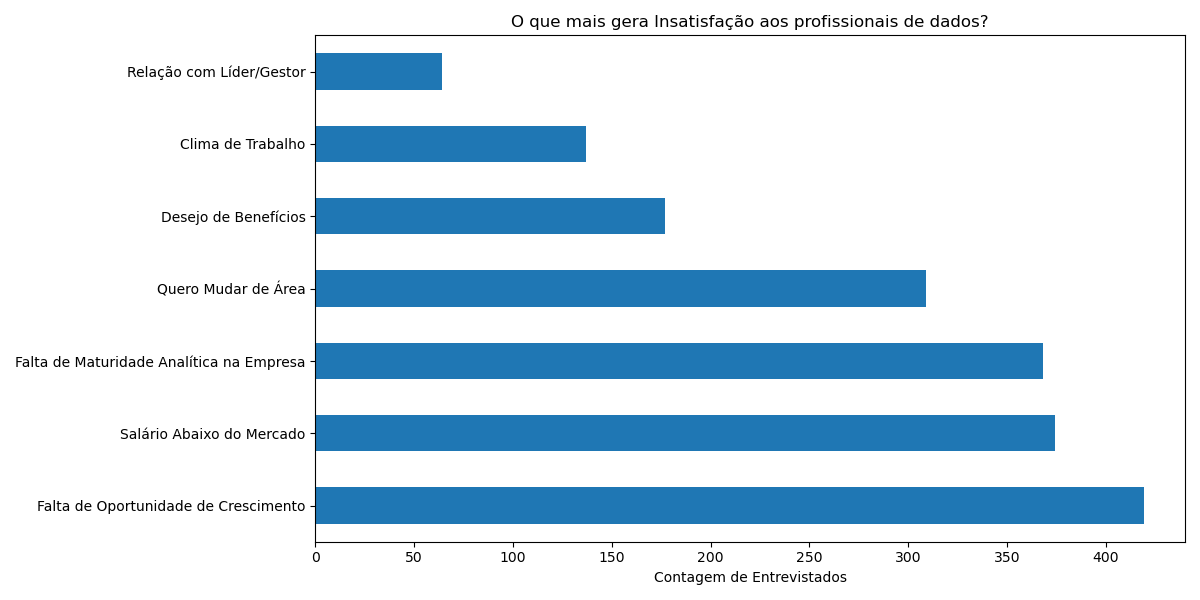 O que mais gera Insatisfação aos profissionais de dados?
Relação com Líder/Gestor
Clima de Trabalho
Desejo de Benefícios
Quero Mudar de Área
Falta de Maturidade Analítica na Empresa
Salário Abaixo do Mercado
Falta de Oportunidade de Crescimento
0 50 100 150 200 250 300 350 400
Contagem de Entrevistados